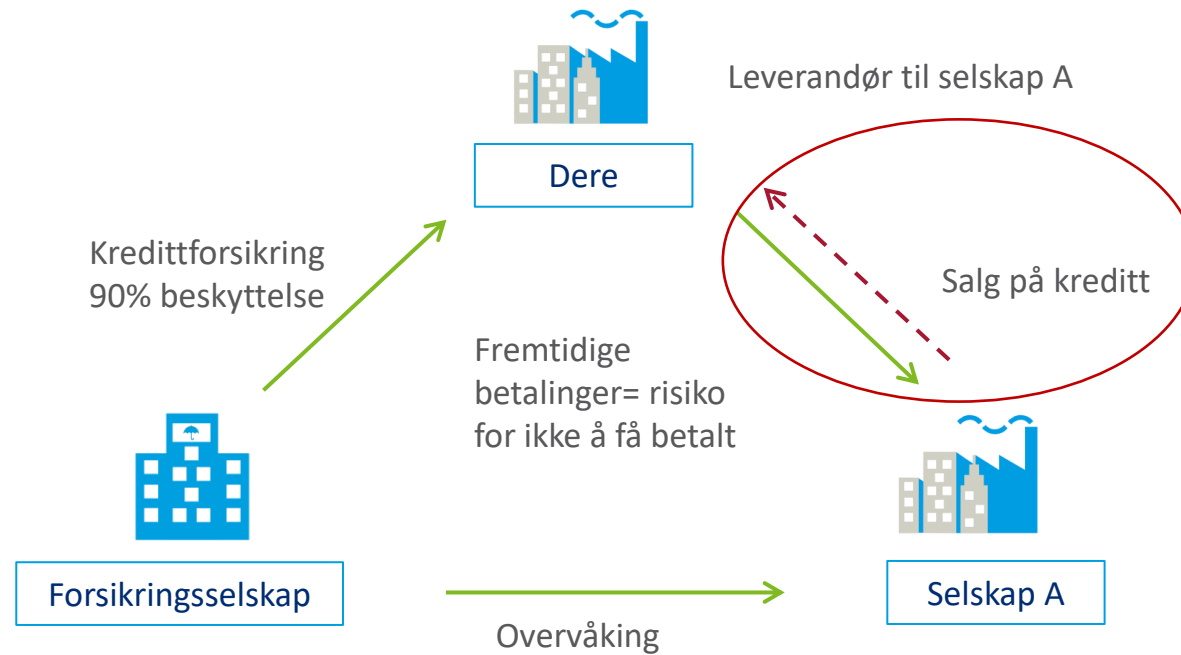 Leverandør til selskap A
Dere
Kredittforsikring
90% beskyttelse
Salg på kreditt
Fremtidige
betalinger= risiko
for ikke å få betalt
Forsikringsselskap
Selskap A
Overvåking